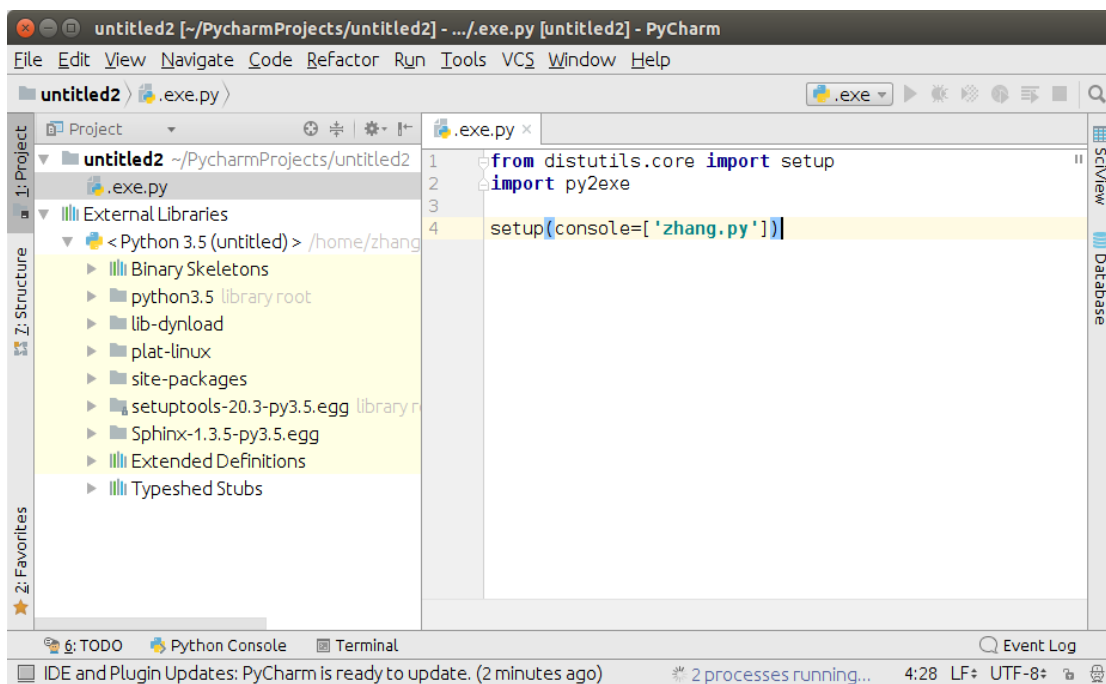 untitled2 [~/PycharmProjects/untitled2] - .../.exe.py [untitled2] - PyCharm
File Edit View Navigate Code Refactor Run Tools VCS Window Help
untitled2 .exe.py .exe
1: Project
7: Structure
2: Favorites
Project
untitled2 ~/PycharmProjects/untitled2
.exe.py
External Libraries
< Python 3.5 (untitled) > /home/zhang
Binary Skeletons
python3.5 library root
lib-dynload
plat-linux
site-packages
setuptools-20.3-py3.5.egg library r
Sphinx-1.3.5-py3.5.egg
Extended Definitions
Typeshed Stubs
.exe.py
1 from distutils.core import setup
2 import py2exe
3
4 setup(console=['zhang.py'])
SciView
Database
6: TODO Python Console Terminal Event Log
IDE and Plugin Updates: PyCharm is ready to update. (2 minutes ago) 2 processes running... 4:28 LF UTF-8